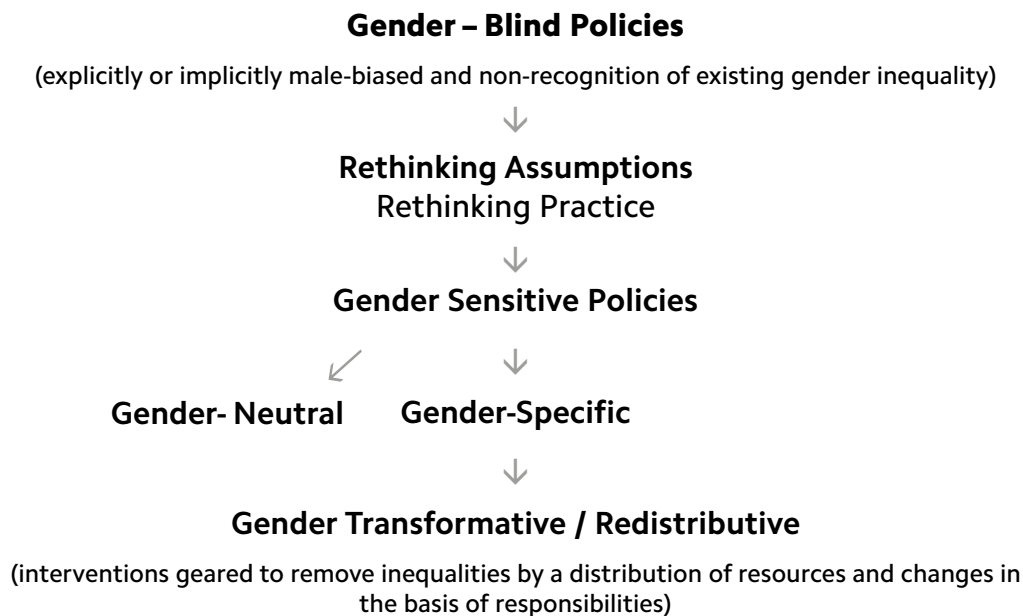 Gender – Blind Policies
(explicitly or implicitly male-biased and non-recognition of existing gender inequality)
Rethinking Assumptions
Rethinking Practice
Gender Sensitive Policies
Gender- Neutral Gender-Specific
Gender Transformative / Redistributive
(interventions geared to remove inequalities by a distribution of resources and changes in
the basis of responsibilities)